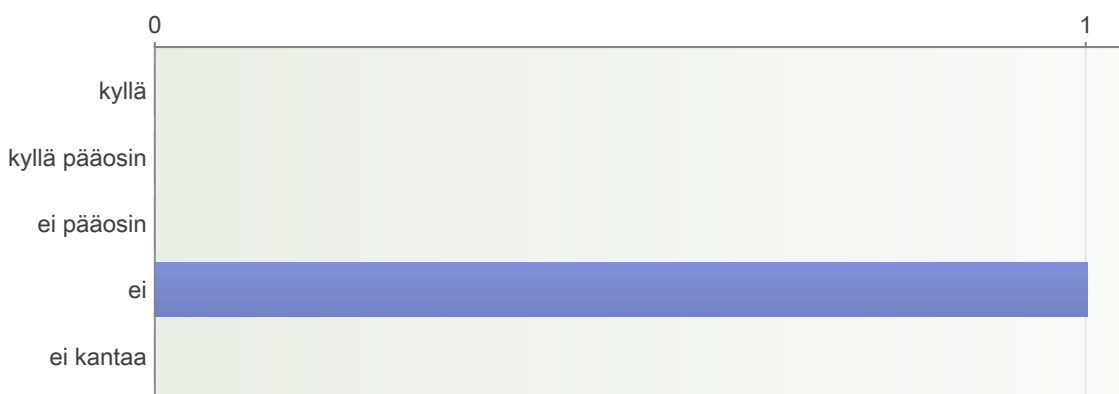 0 1
kyllä
kyllä pääosin
ei pääosin
ei
ei kantaa